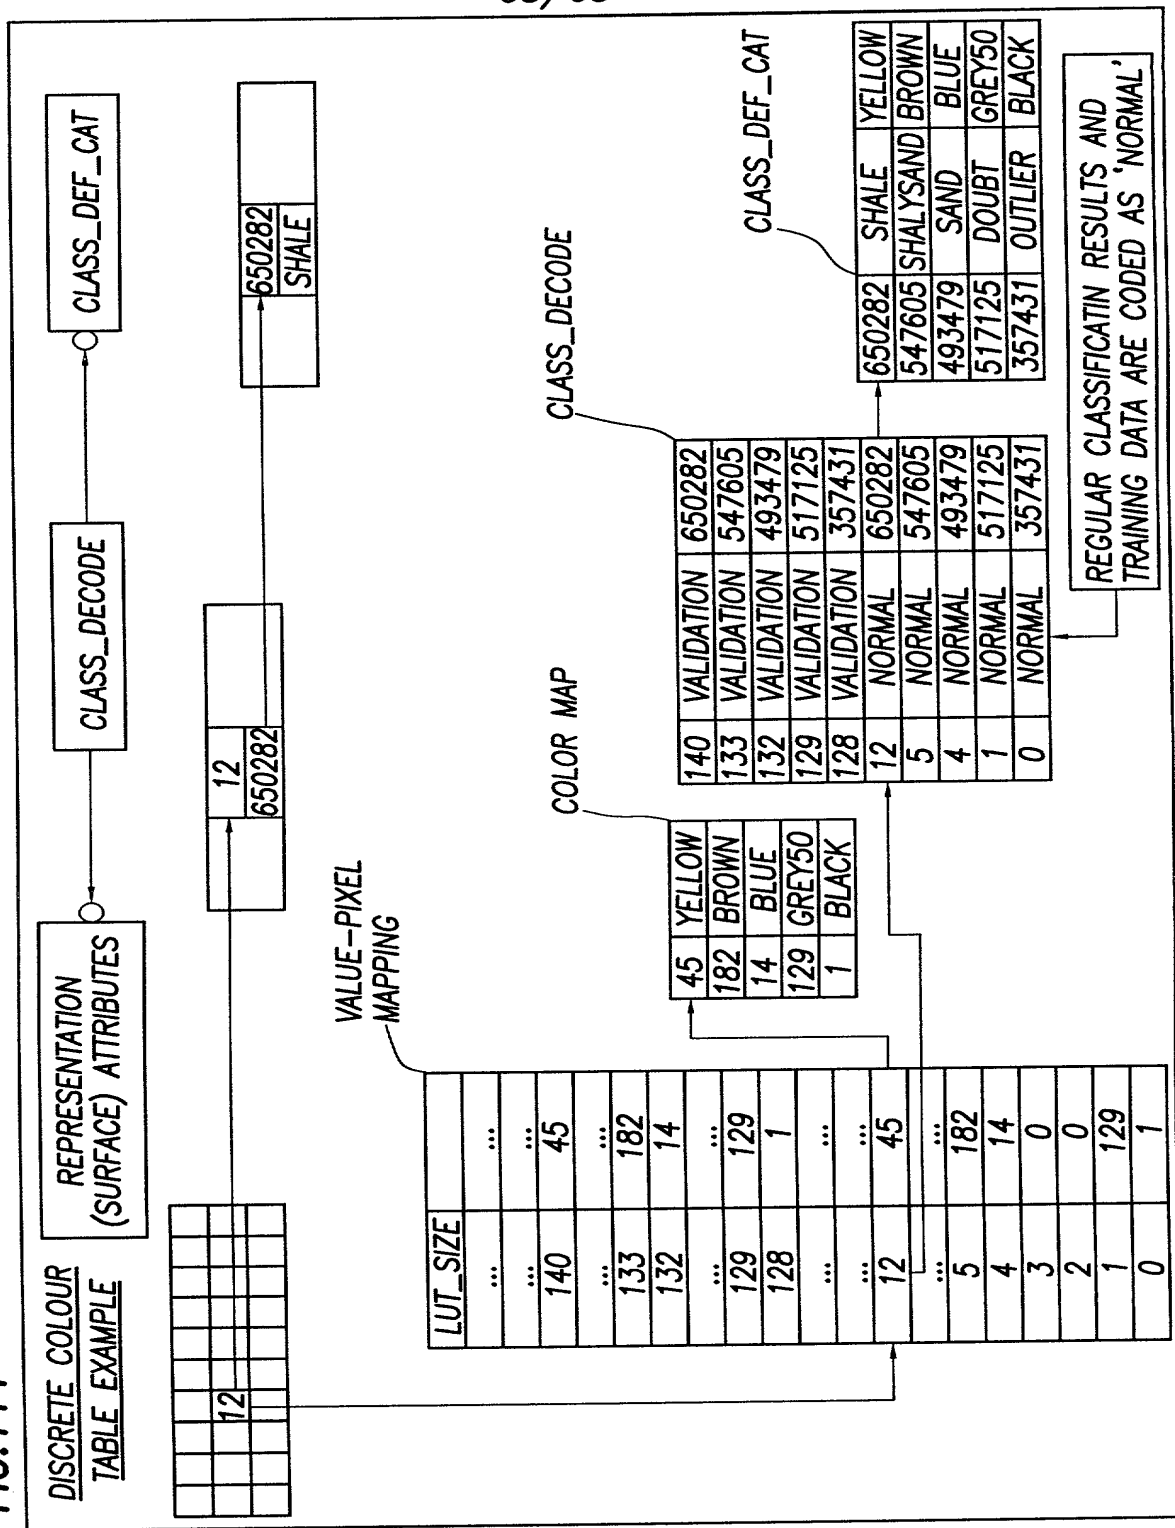 DISCRETE COLOUR
TABLE EXAMPLE
REPRESENTATION
(SURFACE) ATTRIBUTES
CLASS_DECODE
CLASS_DEF_CAT
12
12
650282
650282
SHALE
VALUE-PIXEL
MAPPING
LUT_SIZE
... ...
... ...
140 45
... ...
133 182
132 14
... ...
129 129
128 1
... ...
... ...
12 45
... ...
5 182
4 14
3 0
2 0
1 129
0 1
COLOR MAP
45 YELLOW
182 BROWN
14 BLUE
129 GREY50
1 BLACK
CLASS_DECODE
140 VALIDATION 650282
133 VALIDATION 547605
132 VALIDATION 493479
129 VALIDATION 517125
128 VALIDATION 357431
12 NORMAL 650282
5 NORMAL 547605
4 NORMAL 493479
1 NORMAL 517125
0 NORMAL 357431
CLASS_DEF_CAT
650282 SHALE YELLOW
547605 SHALYSAND BROWN
493479 SAND BLUE
517125 DOUBT GREY50
357431 OUTLIER BLACK
REGULAR CLASSIFICATIN RESULTS AND
TRAINING DATA ARE CODED AS 'NORMAL'